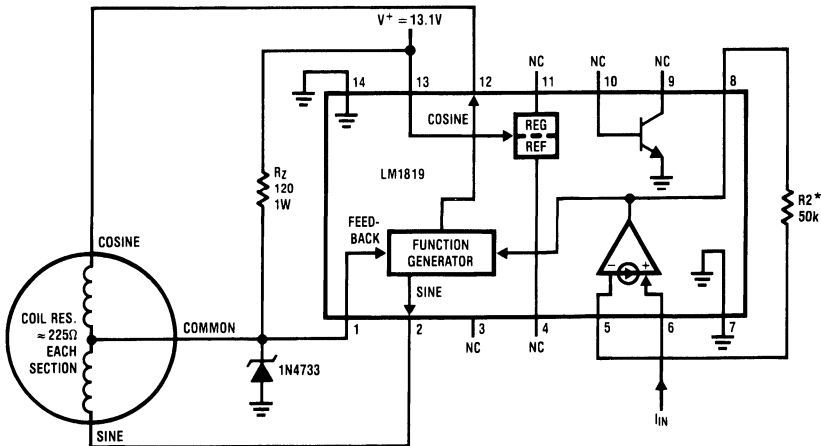 V+ = 13.1V
14
13
12
NC
11
NC
10
NC
9
8
COSINE
REG
REF
RZ
120
1W
LM1819
R2*
50k
FEED-
BACK
FUNCTION
GENERATOR
COSINE
SINE
- +
COIL RES.
≈ 225Ω
EACH
SECTION
COMMON
1
2
3
NC
4
NC
5
6
7
1N4733
SINE
IIN